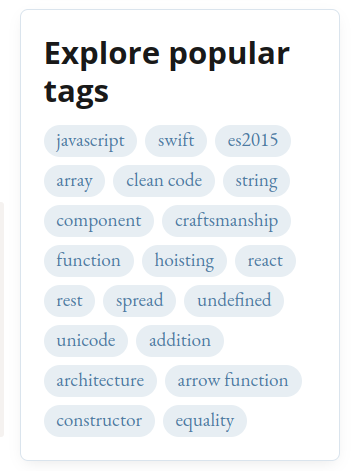 Explore popular
tags
javascript swift es2015
array clean code string
component craftsmanship
function hoisting react
rest spread undefined
unicode addition
architecture arrow function
constructor equality